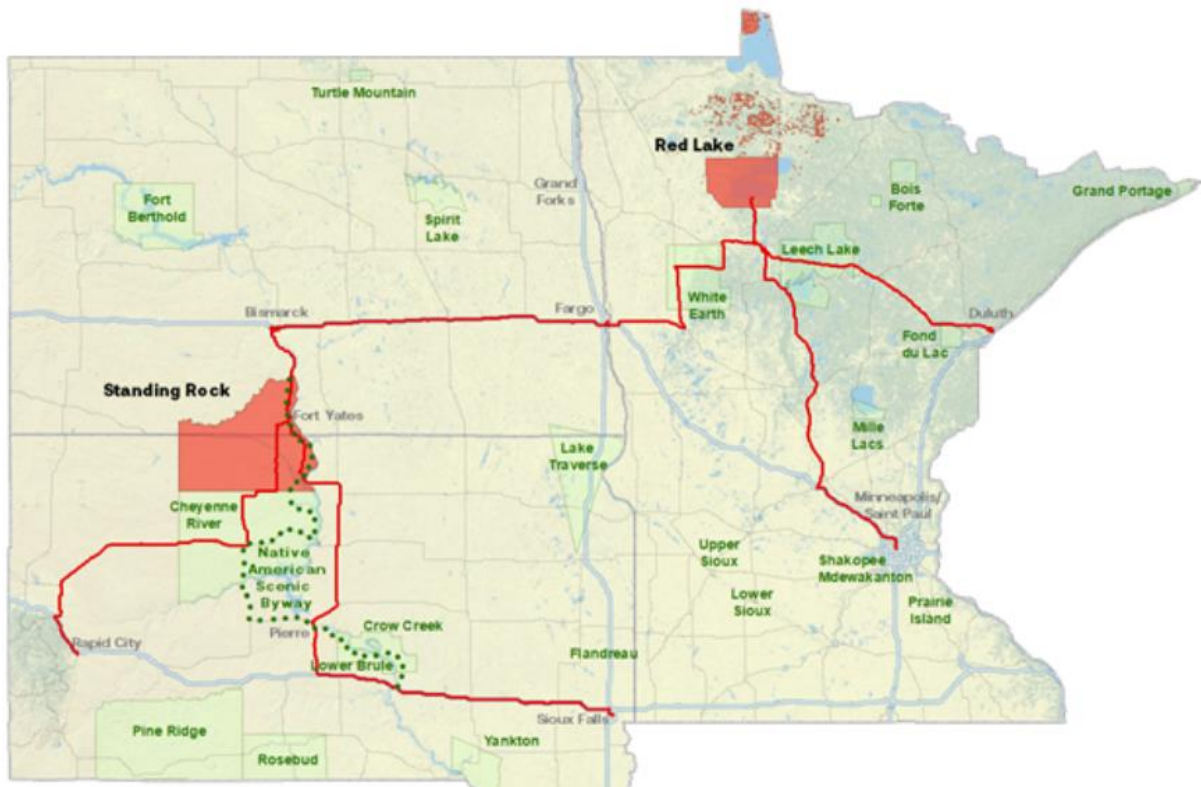 Turtle Mountain
Red Lake
Grand
Forks
Bois
Forte
Grand Portage
Fort
Berthold
Spirit
Lake
Leech Lake
White
Earth
Bismarck
Fargo
Duluth
Fond
du Lac
Standing Rock
Fort Yates
Mille
Lacs
Lake
Traverse
Cheyenne
River
Minneapolis/
Saint Paul
Native
American
Scenic
Byway
Upper
Sioux
Shakopee
Mdewakanton
Lower
Sioux
Prairie
Island
Rapid City
Pierre
Crow Creek
Lower Brule
Flandreau
Sioux Falls
Pine Ridge
Rosebud
Yankton